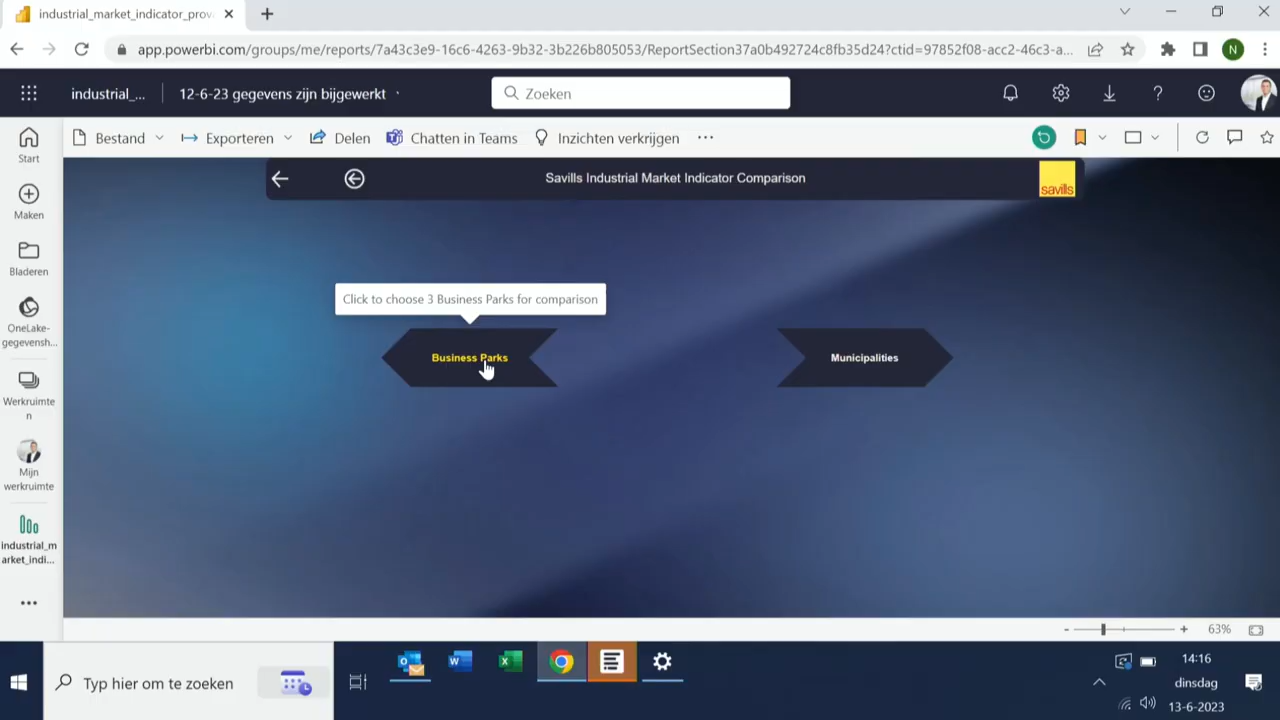 industrial_market_indicator_prov
app.powerbi.com/groups/me/reports/7a43c3e9-16c6-4263-9b32-3b226b805053/ReportSection37a0b492724c8fb35d24?ctid=97852f08-acc2-46c3-a...
N
industrial_...
12-6-23 gegevens zijn bijgewerkt
Zoeken
Bestand
Exporteren
Delen
Chatten in Teams
Inzichten verkrijgen
Start
Maken
Bladeren
OneLake-
gegevensh...
Werkruimte
n
Mijn
werkruimte
industrial_m
arket_indi...
Savills Industrial Market Indicator Comparison
savills
Click to choose 3 Business Parks for comparison
Business Parks
Municipalities
- + 63%
Typ hier om te zoeken
14:16
dinsdag
13-6-2023